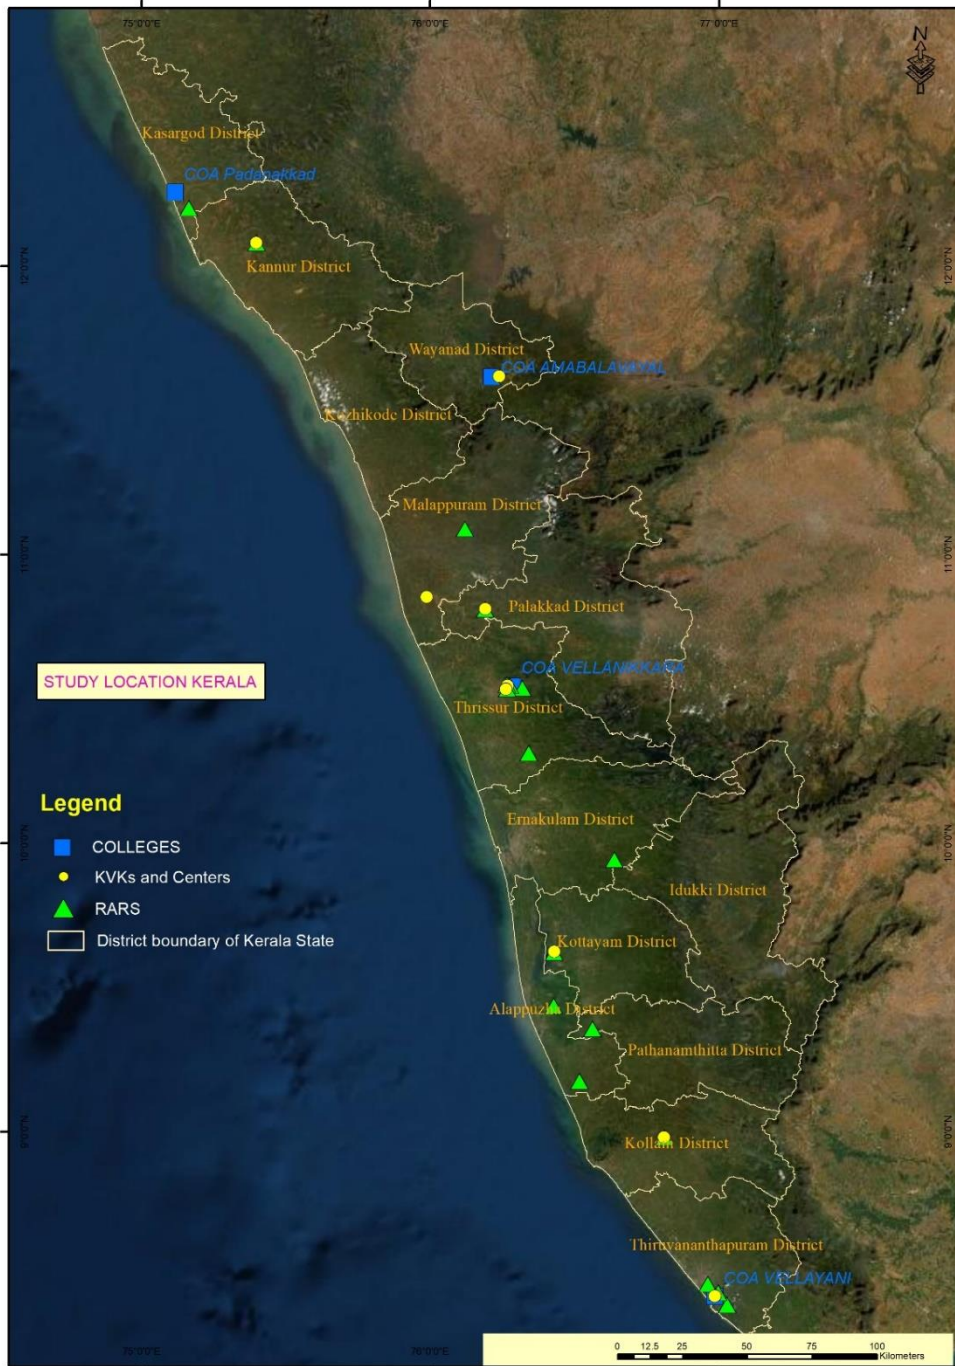 75°0'0"E 76°0'0"E 77°0'0"E
N
Kasargod District
COA Padanakkad
12°0'0"N 12°0'0"N
Kannur District
Wayanad District
COA AMABALAVAYAL
Kozhikode District
Malappuram District
11°0'0"N 11°0'0"N
Palakkad District
COA VELLANIKKARA
STUDY LOCATION KERALA
Thrissur District
Legend
Ernakulam District
10°0'0"N 10°0'0"N
COLLEGES
KVKs and Centers
Idukki District
RARS
District boundary of Kerala State
Kottayam District
Alappuzha District
Pathanamthitta District
9°0'0"N 9°0'0"N
Kollam District
Thiruvananthapuram District
COA VELLAYANI
75°0'0"E 76°0'0"E
0 12.5 25 50 75 100
Kilometers